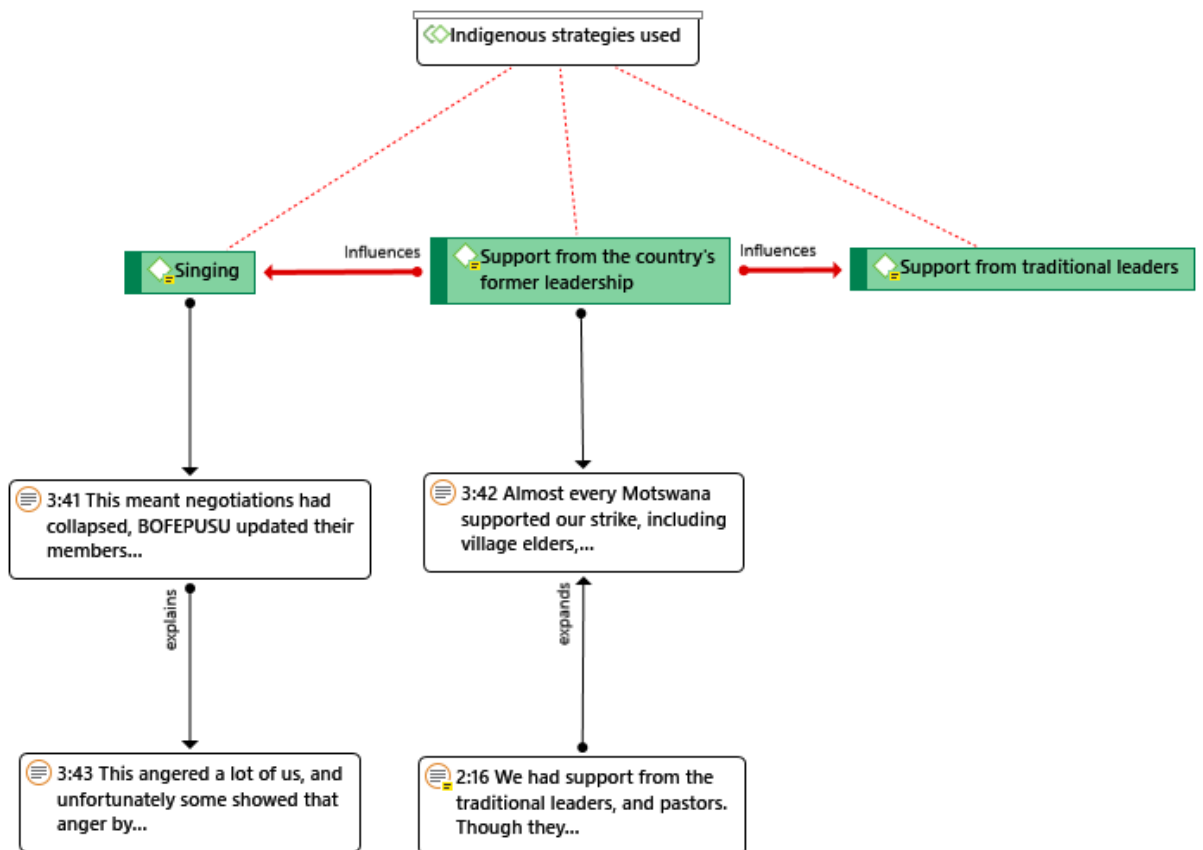 Indigenous strategies used
Influences
Influences
Singing
Support from the country's
former leadership
Support from traditional leaders
3:41 This meant negotiations had
collapsed, BOFEPUSU updated their
members...
3:42 Almost every Motswana
supported our strike, including
village elders,...
explains
expands
3:43 This angered a lot of us, and
unfortunately some showed that
anger by...
2:16 We had support from the
traditional leaders, and pastors.
Though they...